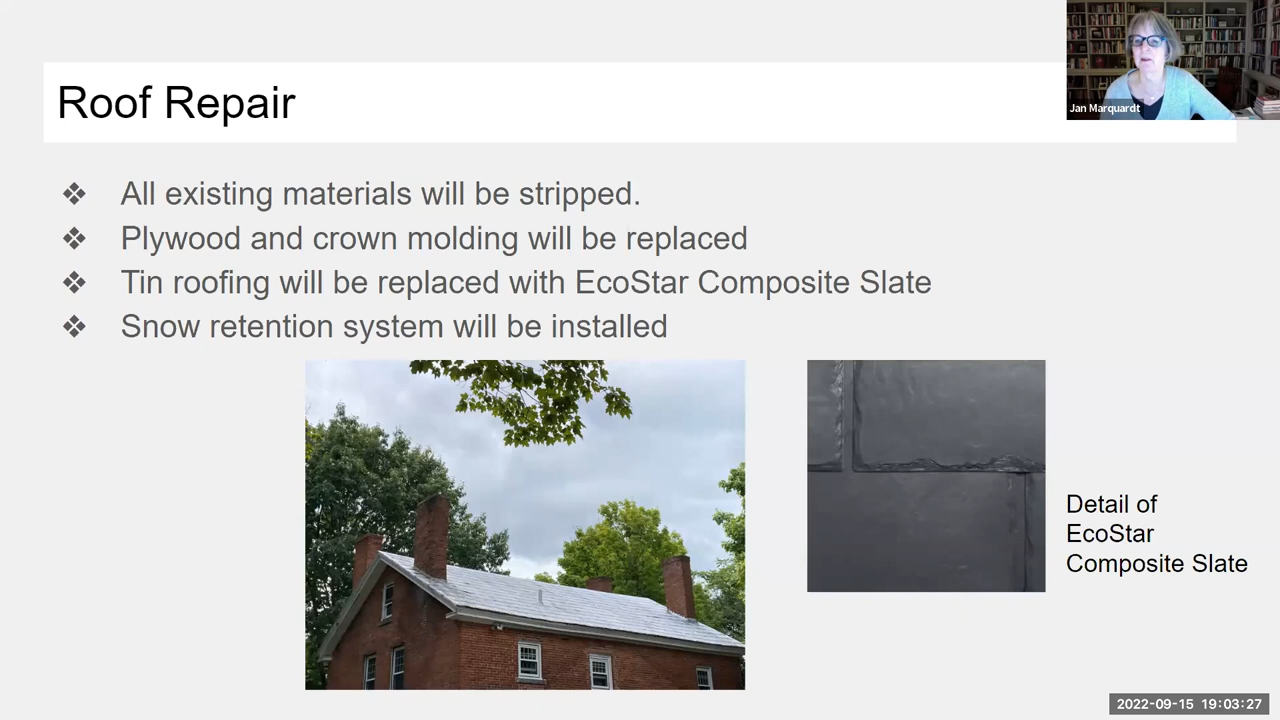 Roof Repair
Jan Marquardt
❖ All existing materials will be stripped.
❖ Plywood and crown molding will be replaced
❖ Tin roofing will be replaced with EcoStar Composite Slate
❖ Snow retention system will be installed
Detail of
EcoStar
Composite Slate
2022-09-15 19:03:27